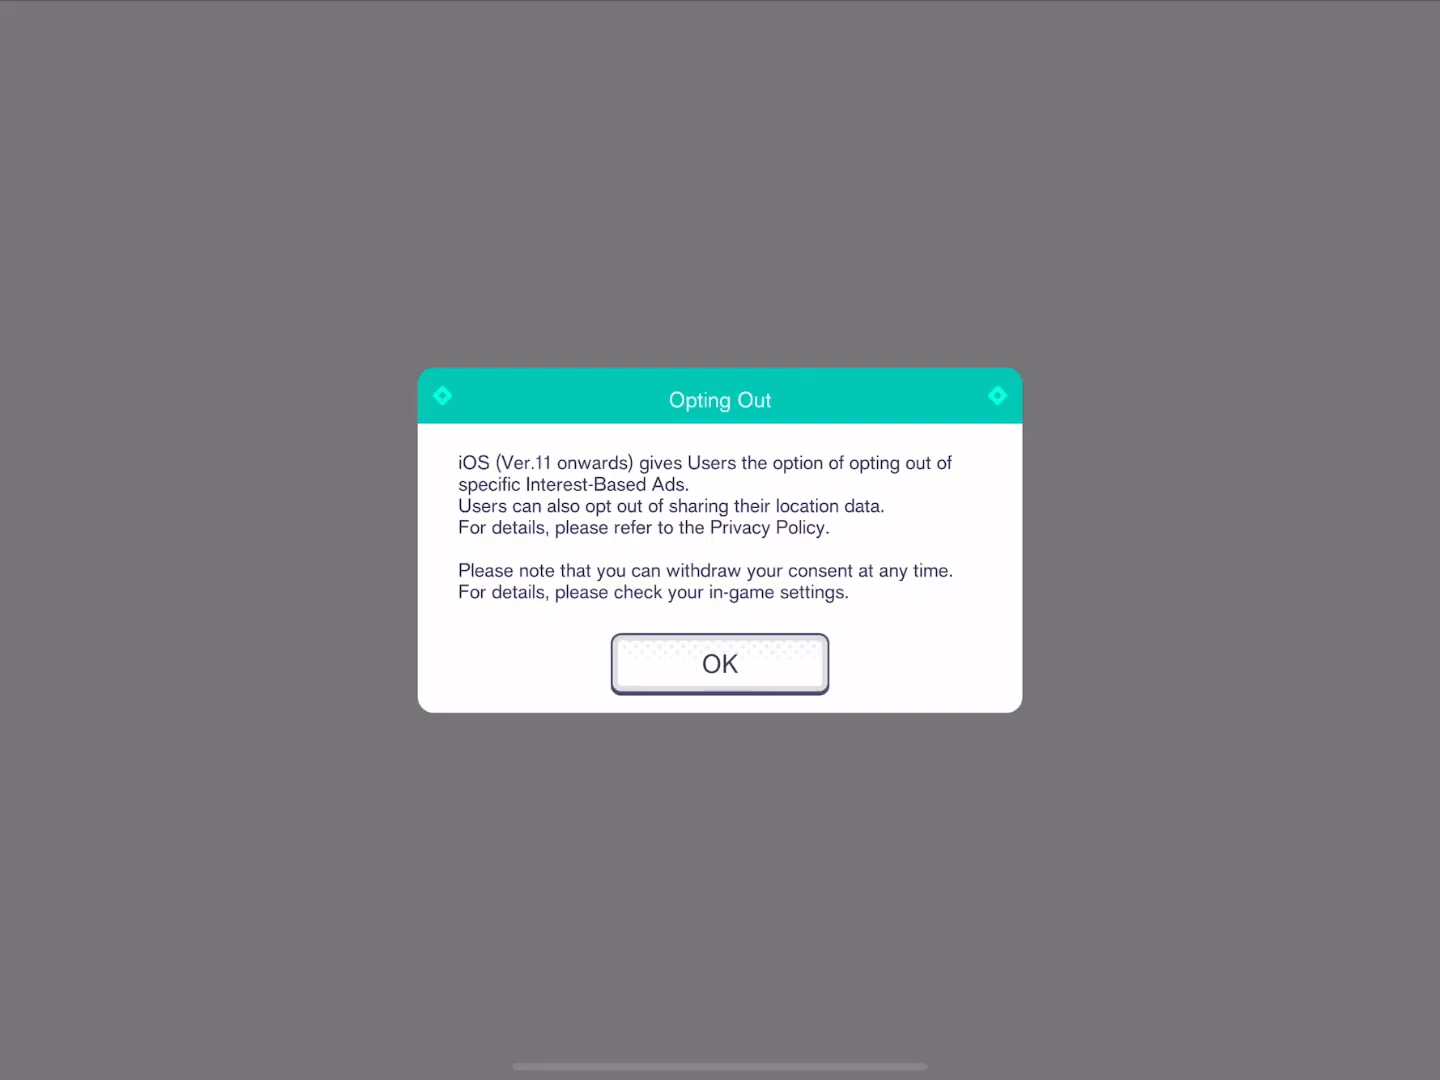 Opting Out
iOS (Ver.11 onwards) gives Users the option of opting out of
specific Interest-Based Ads.
Users can also opt out of sharing their location data.
For details, please refer to the Privacy Policy.
Please note that you can withdraw your consent at any time.
For details, please check your in-game settings.
OK